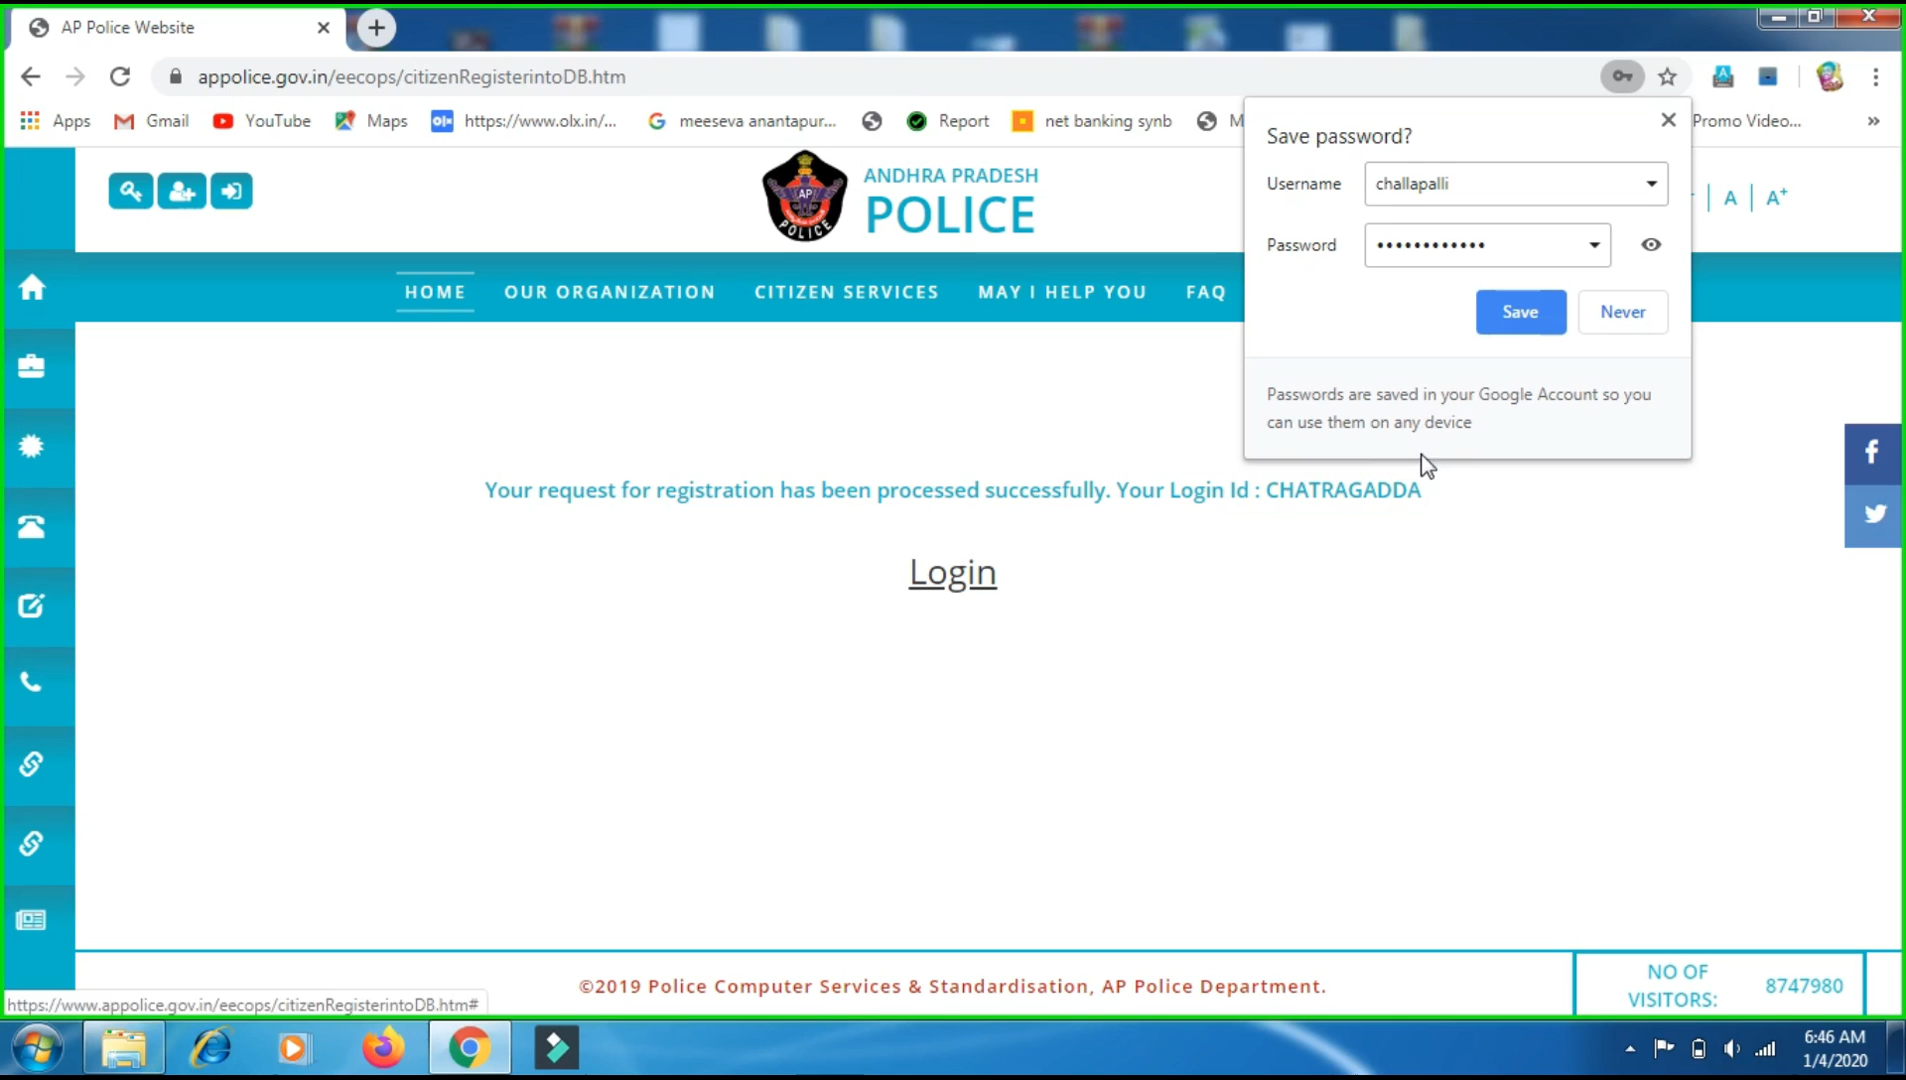 AP Police Website
appolice.gov.in/eecops/citizenRegisterintoDB.htm
Apps Gmail YouTube Maps https://www.olx.in/... meeseva anantapur... Report net banking synb M Promo Video... »
Save password?
Username challapalli
Password ••••••••••••
Save Never
Passwords are saved in your Google Account so you
can use them on any device
ANDHRA PRADESH
POLICE
AP
POLICE
A A+
HOME OUR ORGANIZATION CITIZEN SERVICES MAY I HELP YOU FAQ
Your request for registration has been processed successfully. Your Login Id : CHATRAGADDA
Login
©2019 Police Computer Services & Standardisation, AP Police Department.
NO OF
VISITORS: 8747980
https://www.appolice.gov.in/eecops/citizenRegisterintoDB.htm#
6:46 AM
1/4/2020